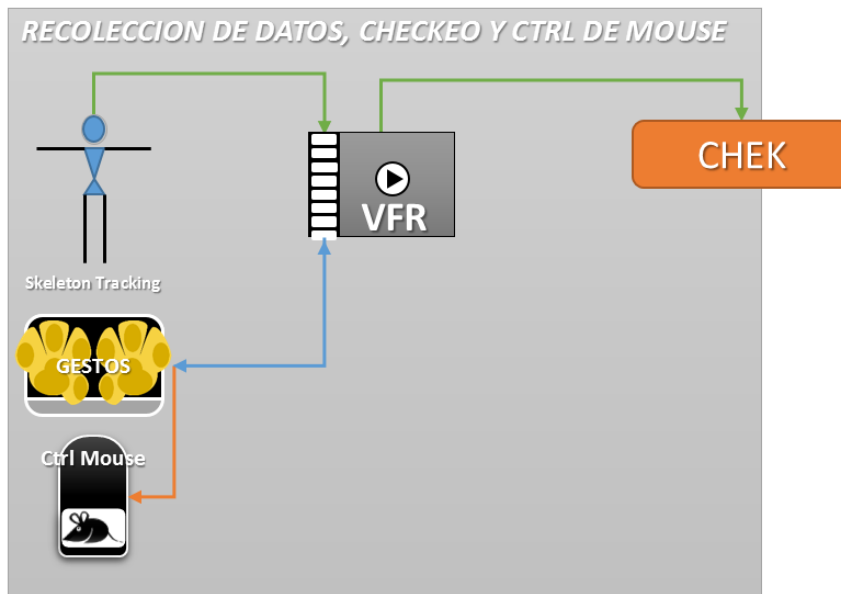 RECOLECCION DE DATOS, CHECKEO Y CTRL DE MOUSE
CHEK
VFR
Skeleton Tracking
GESTOS
Ctrl Mouse